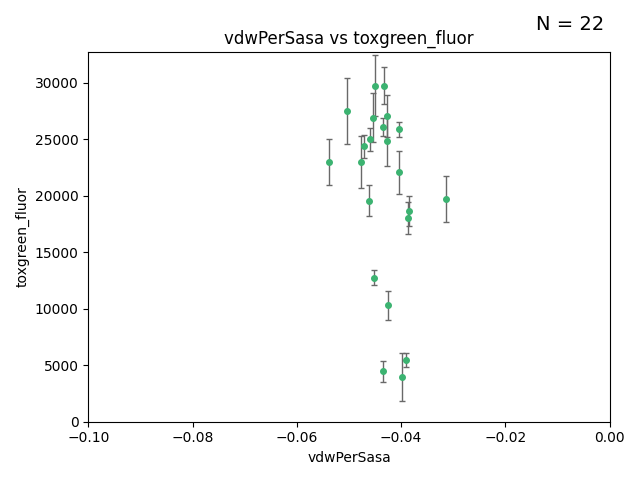 N = 22
vdwPerSasa vs toxgreen_fluor
30000
25000
20000
15000
10000
5000
0
toxgreen_fluor
−0.10 −0.08 −0.06 −0.04 −0.02 0.00
vdwPerSasa